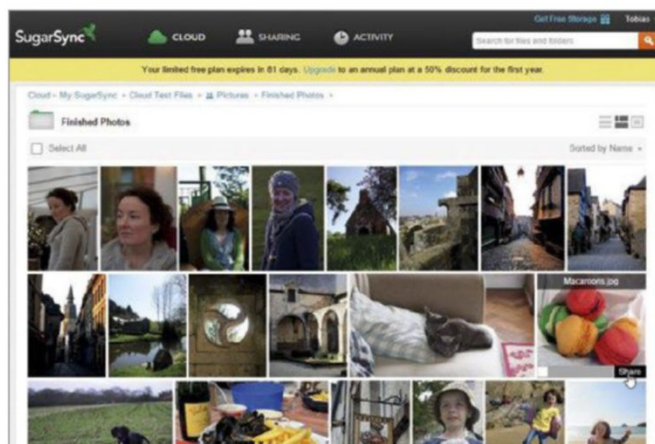 Get Free Storage Tobias
SugarSync CLOUD SHARING ACTIVITY Search for files and folders
Your limited free plan expires in 81 days. Upgrade to an annual plan at a 50% discount for the first year.
Cloud - My SugarSync - Cloud Test Files - Pictures - Finished Photos -
Finished Photos
Select All Sorted by Name
Macaroons.jpg
Share